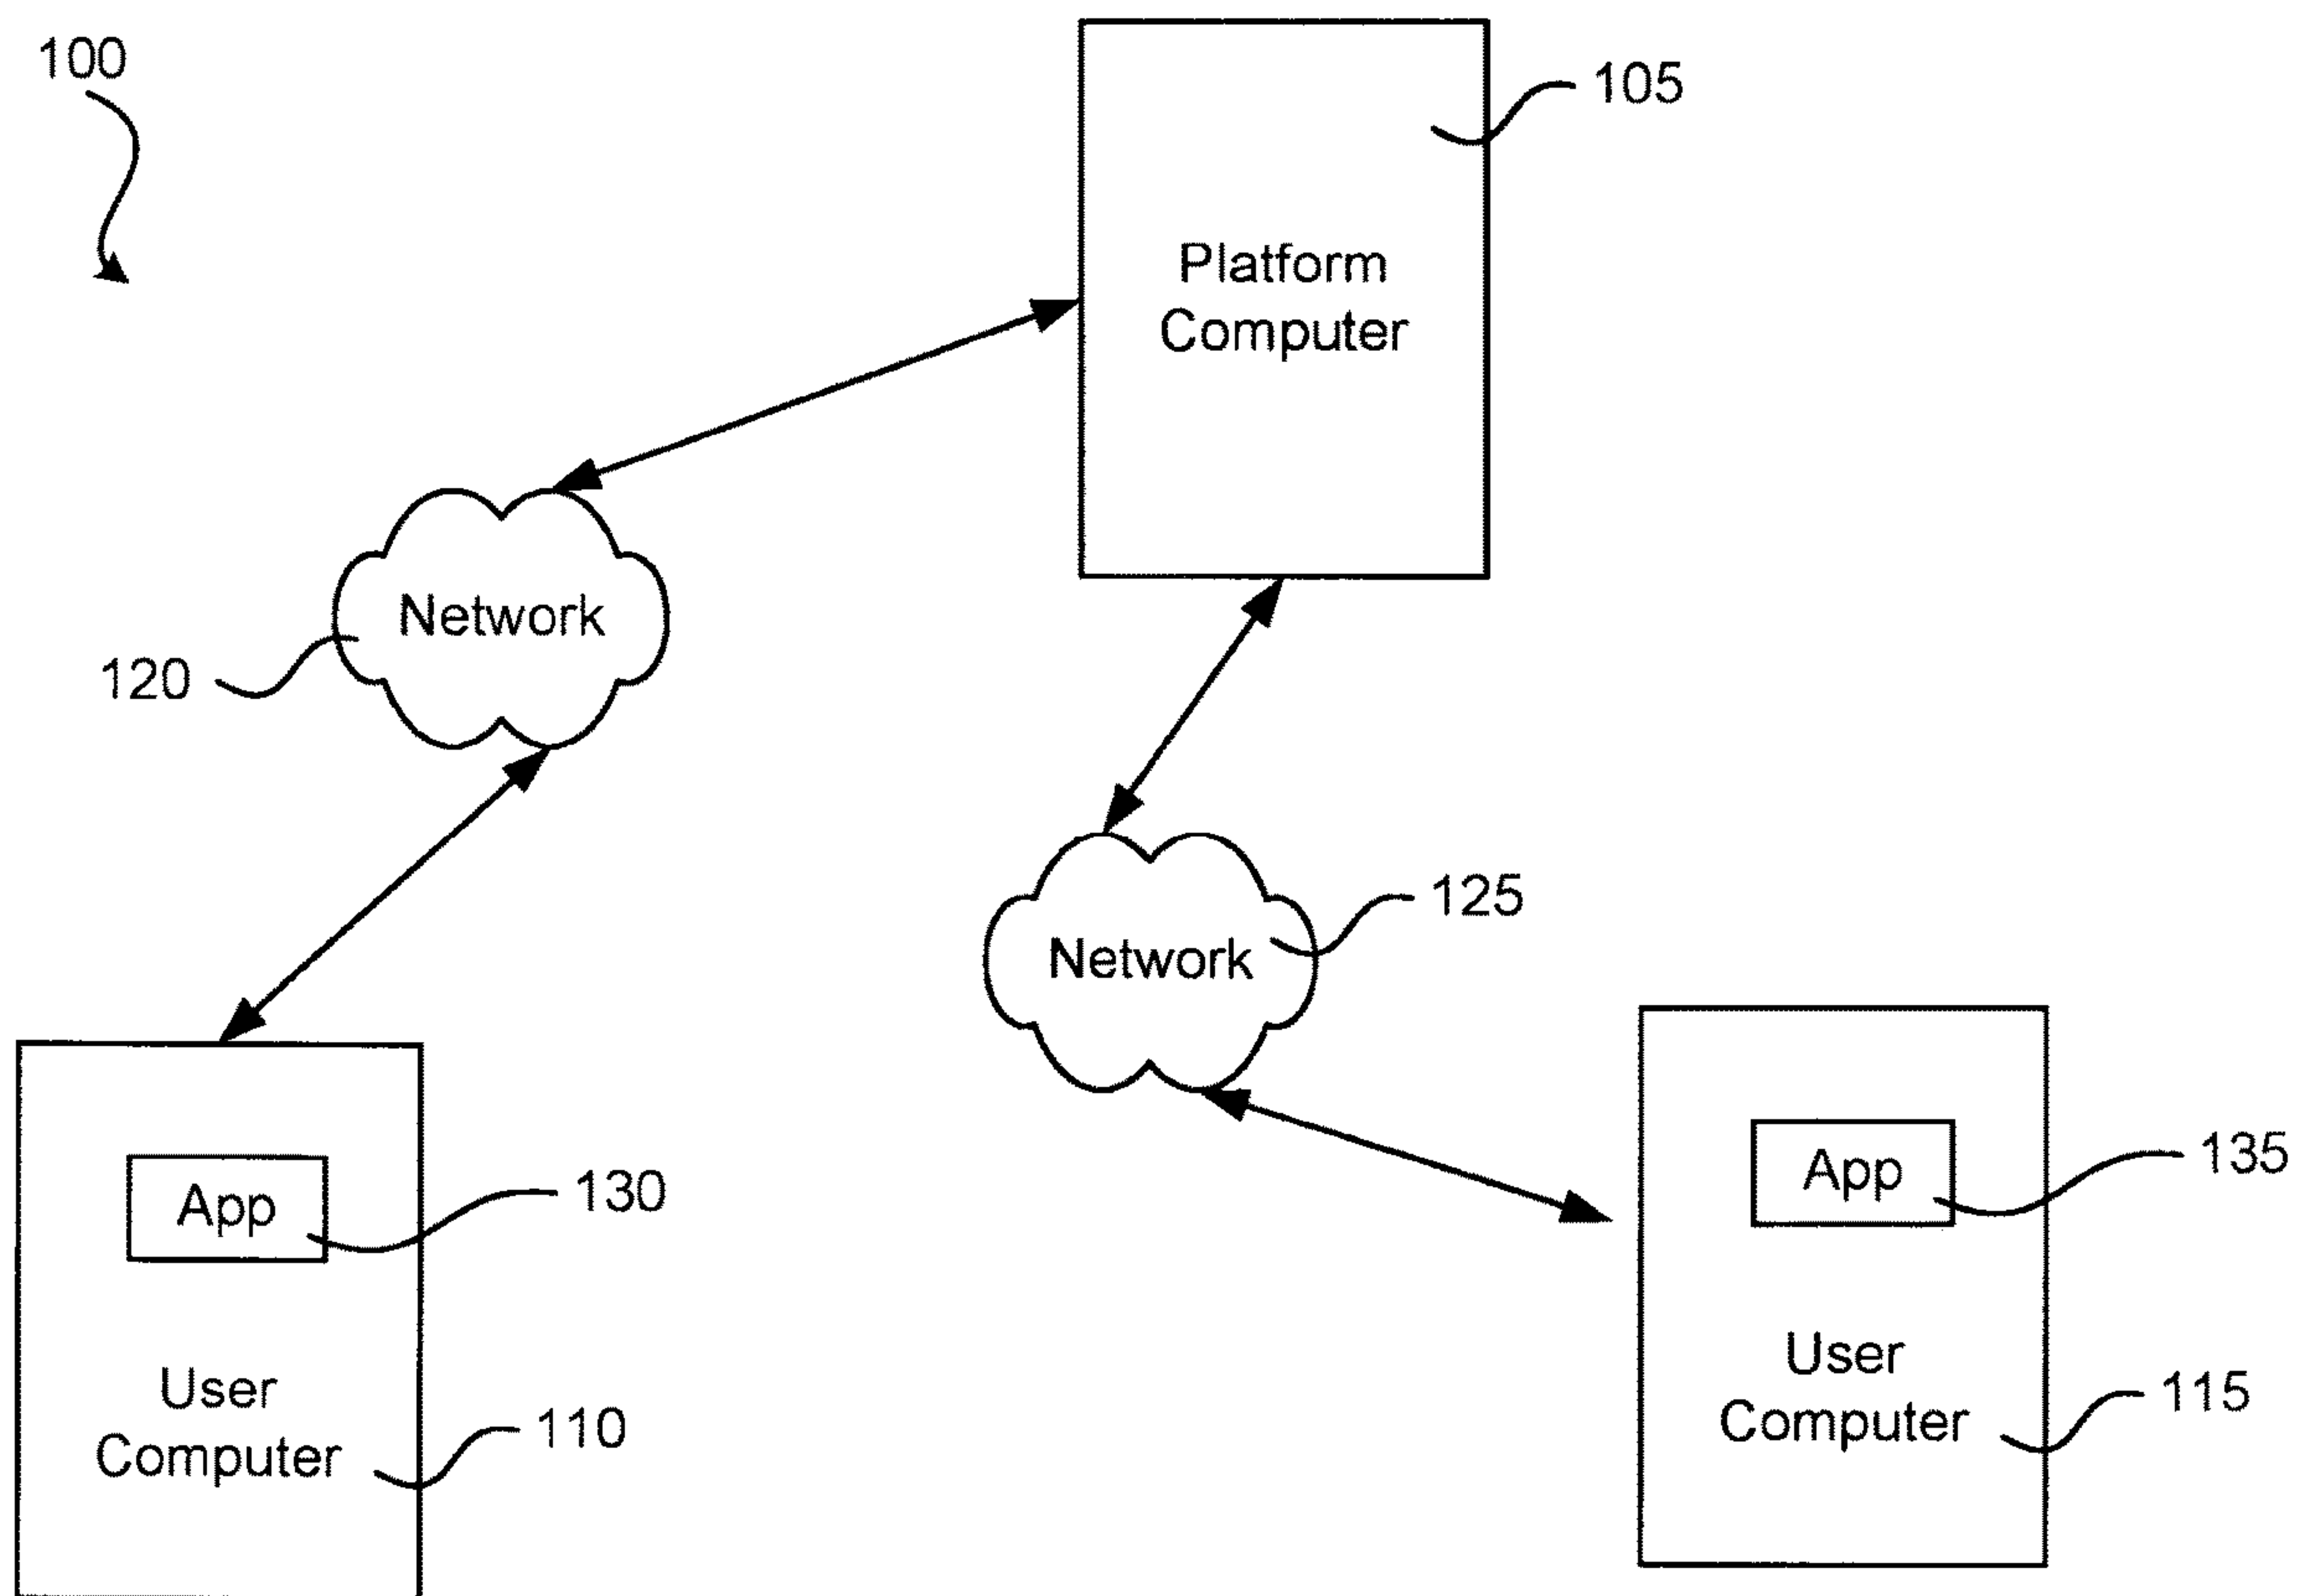 100
105
Platform
Computer
Network
120
125
Network
App
130
135
App
User
Computer
110
User
Computer
115